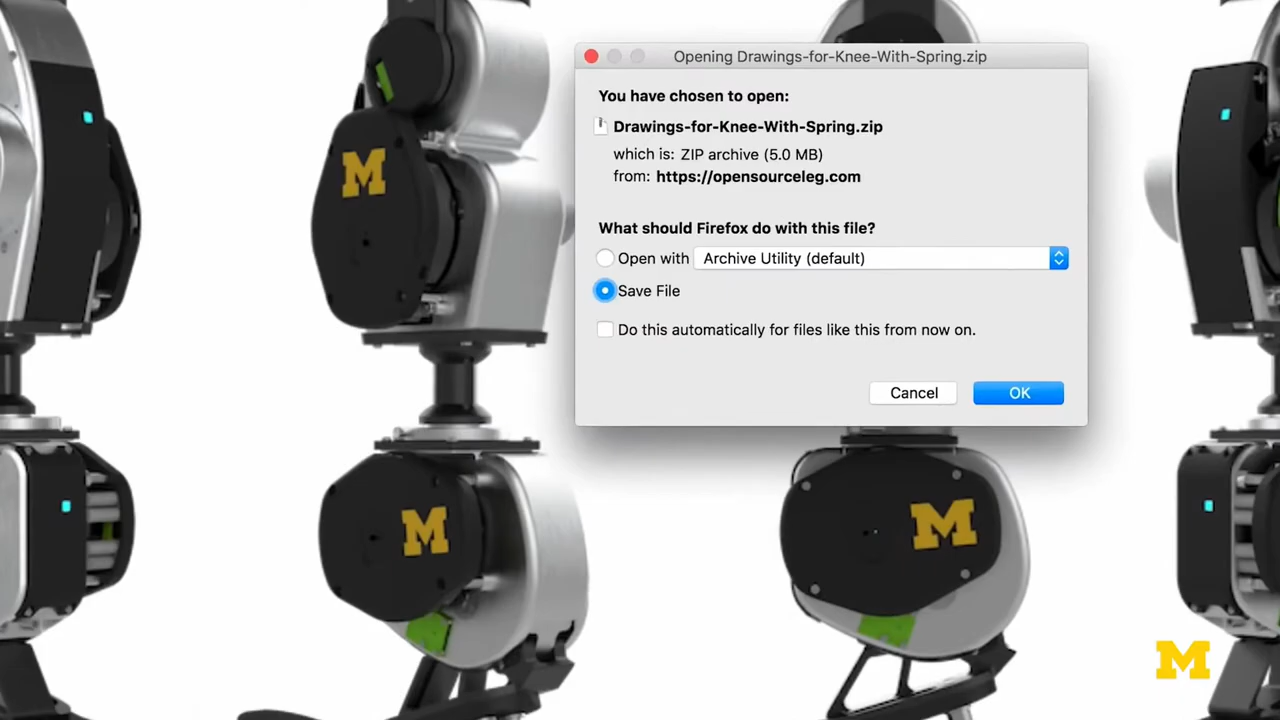 Opening Drawings-for-Knee-With-Spring.zip
You have chosen to open:
Drawings-for-Knee-With-Spring.zip
which is: ZIP archive (5.0 MB)
from: https://opensourceleg.com
What should Firefox do with this file?
Open with Archive Utility (default)
Save File
Do this automatically for files like this from now on.
Cancel OK
M
M
M
M